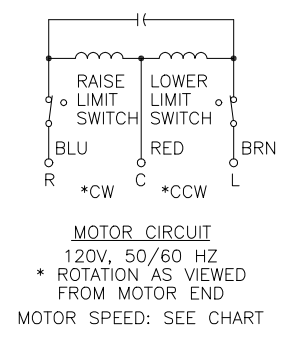 RAISE LOWER
LIMIT LIMIT
SWITCH SWITCH
BLU RED BRN
R C L
*CW *CCW
MOTOR CIRCUIT
120V, 50/60 HZ
* ROTATION AS VIEWED
FROM MOTOR END
MOTOR SPEED: SEE CHART